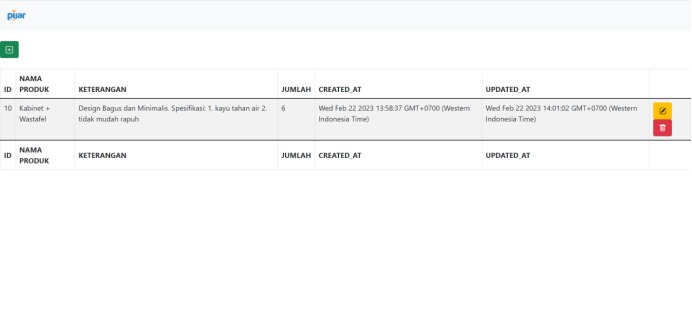 pijar
ID NAMA PRODUK KETERANGAN JUMLAH CREATED_AT UPDATED_AT
10 Kabinet + Wastafel Design Bagus dan Minimalis. Spesifikasi: 1. kayu tahan air 2. tidak mudah rapuh 6 Wed Feb 22 2023 13:58:37 GMT+0700 (Western Indonesia Time) Wed Feb 22 2023 14:01:02 GMT+0700 (Western Indonesia Time)
ID NAMA PRODUK KETERANGAN JUMLAH CREATED_AT UPDATED_AT